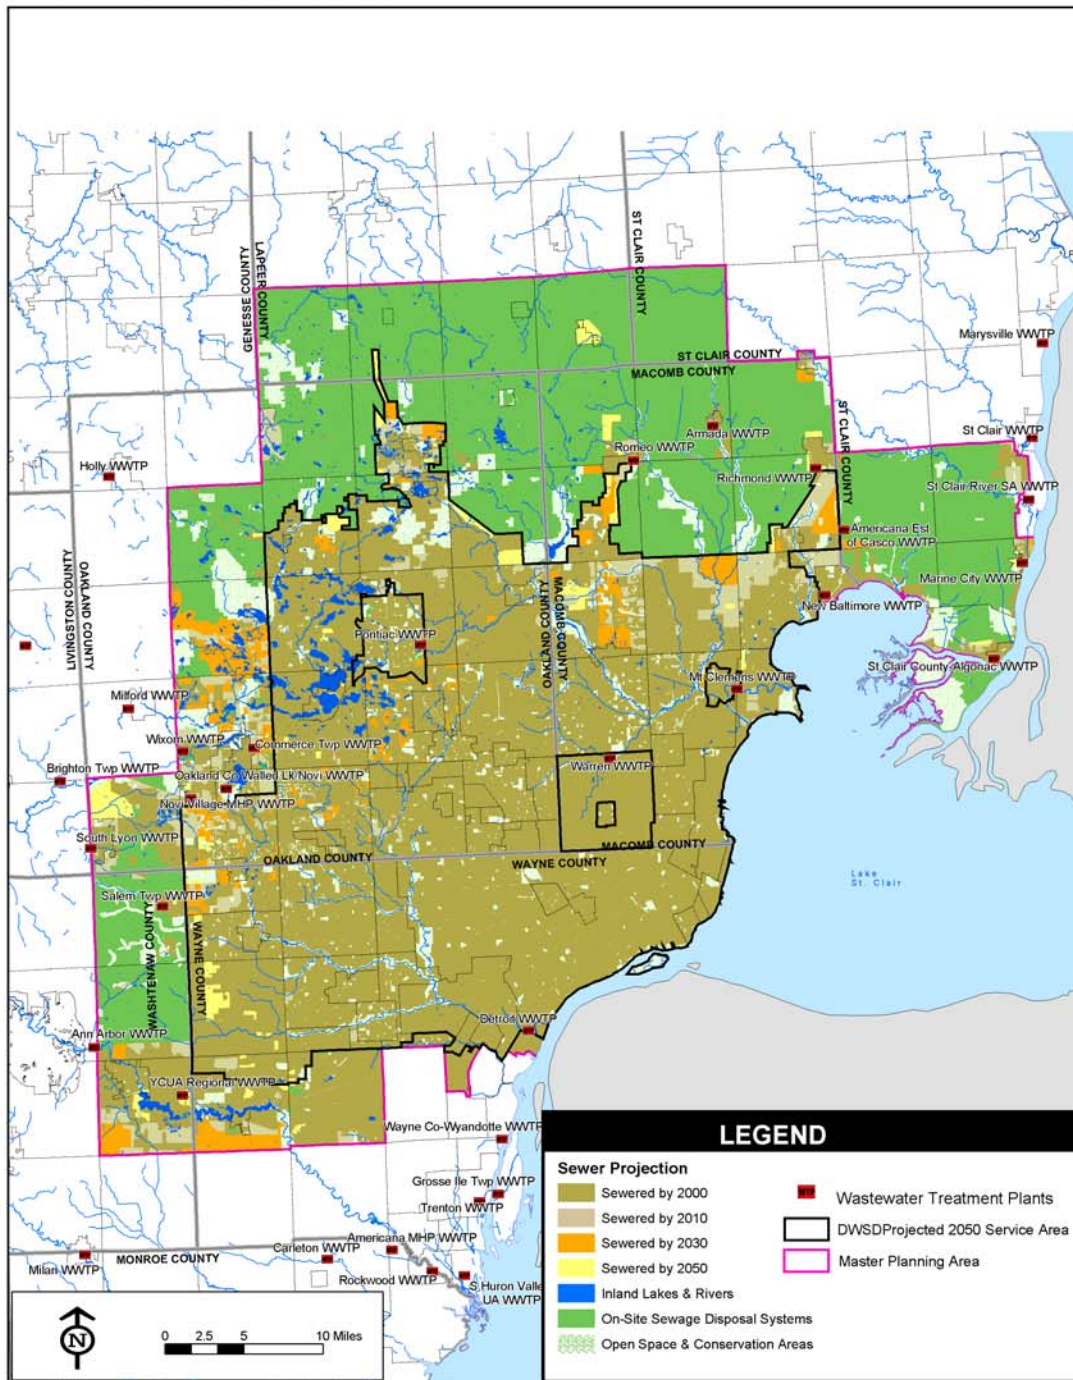 GENESSE COUNTY
LAPEER COUNTY
ST CLAIR COUNTY
Marysville WWTP
ST CLAIR COUNTY
MACOMB COUNTY
ST CLAIR COUNTY
St Clair WWTP
Armada WWTP
Romeo WWTP
Holly WWTP
Richmond WWTP
St Clair River SA WWTP
Americana Est
of Casco WWTP
Marine City WWTP
New Baltimore WWTP
LIVINGSTON COUNTY
OAKLAND COUNTY
OAKLAND COUNTY
MACOMB COUNTY
Pontiac WWTP
St Clair County-Algonac WWTP
Mt Clemens WWTP
Milford WWTP
Wixom WWTP
Commerce Twp WWTP
Brighton Twp WWTP
Oakland Co Walled Lk/Novi WWTP
Warren WWTP
Novi Village MHP WWTP
South Lyon WWTP
OAKLAND COUNTY
WAYNE COUNTY
MACOMB COUNTY
Lake
St. Clair
Salem Twp WWTP
WASHTENAW COUNTY
WAYNE COUNTY
Ann Arbor WWTP
Detroit WWTP
YCUA Regional WWTP
Wayne Co-Wyandotte WWTP
Grosse Ile Twp WWTP
Trenton WWTP
Americana MHP WWTP
MONROE COUNTY
Carleton WWTP
Milan WWTP
Rockwood WWTP
S Huron Valle
UA WWTP
N
0 2.5 5 10 Miles
LEGEND
Sewer Projection
Sewered by 2000
Sewered by 2010
Sewered by 2030
Sewered by 2050
Inland Lakes & Rivers
On-Site Sewage Disposal Systems
Open Space & Conservation Areas
WTP Wastewater Treatment Plants
DWSDProjected 2050 Service Area
Master Planning Area